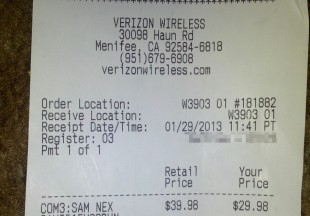 VERIZON WIRELESS
30098 Haun Rd
Menifee, CA 92584-6818
(951)679-6908
verizonwireless.com
Order Location: W3903 01 #181882
Receive Location: W3903 01
Receipt Date/Time: 01/29/2013 11:41 PT
Register: 03
Pmt 1 of 1
Retail Your
Price Price
COM3:SAM NEX $39.98 $29.98